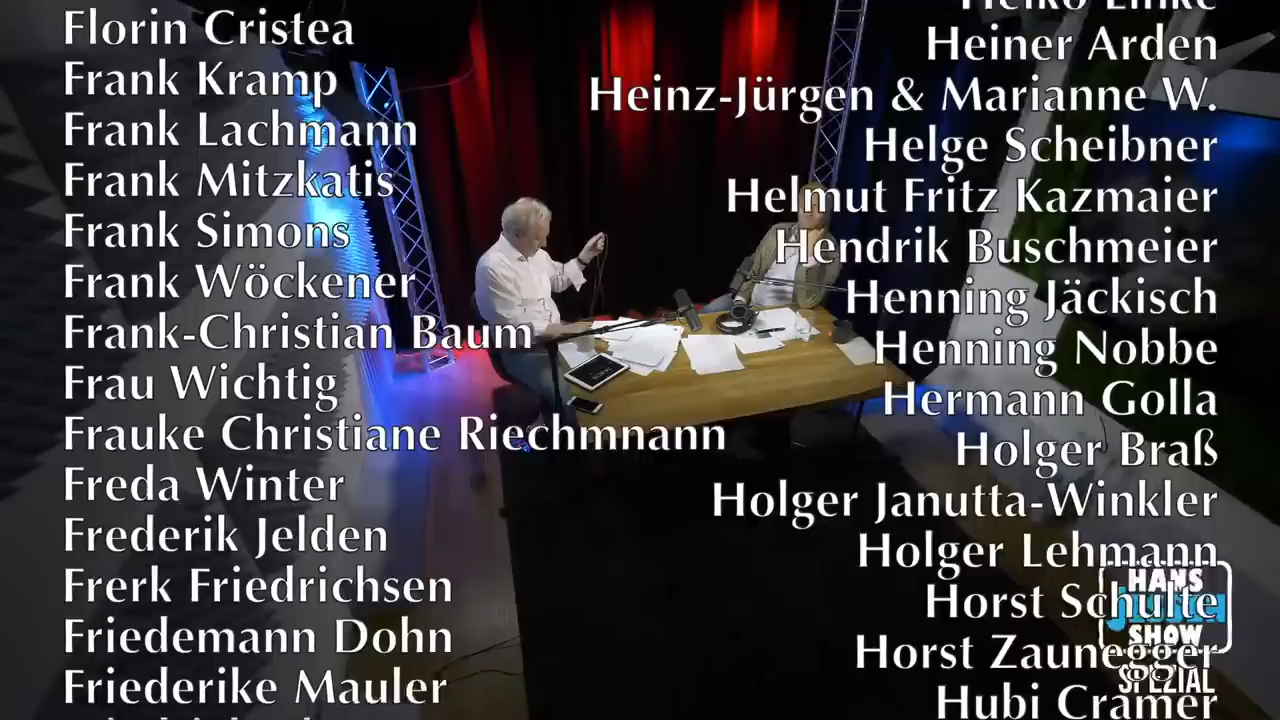 Florin Cristea
Frank Kramp
Frank Lachmann
Frank Mitzkatis
Frank Simons
Frank Wöckener
Frank-Christian Baum
Frau Wichtig
Frauke Christiane Riechmnann
Freda Winter
Frederik Jelden
Frerk Friedrichsen
Friedemann Dohn
Friederike Mauler
Heiner Arden
Heinz-Jürgen & Marianne W.
Helge Scheibner
Helmut Fritz Kazmaier
Hendrik Buschmeier
Henning Jäckisch
Henning Nobbe
Hermann Golla
Holger Braß
Holger Janutta-Winkler
Holger Lehmann
Horst Schulte
Horst Zaunegger
Hubi Cramer
HANS
JESSEN
SHOW
SPEZIAL